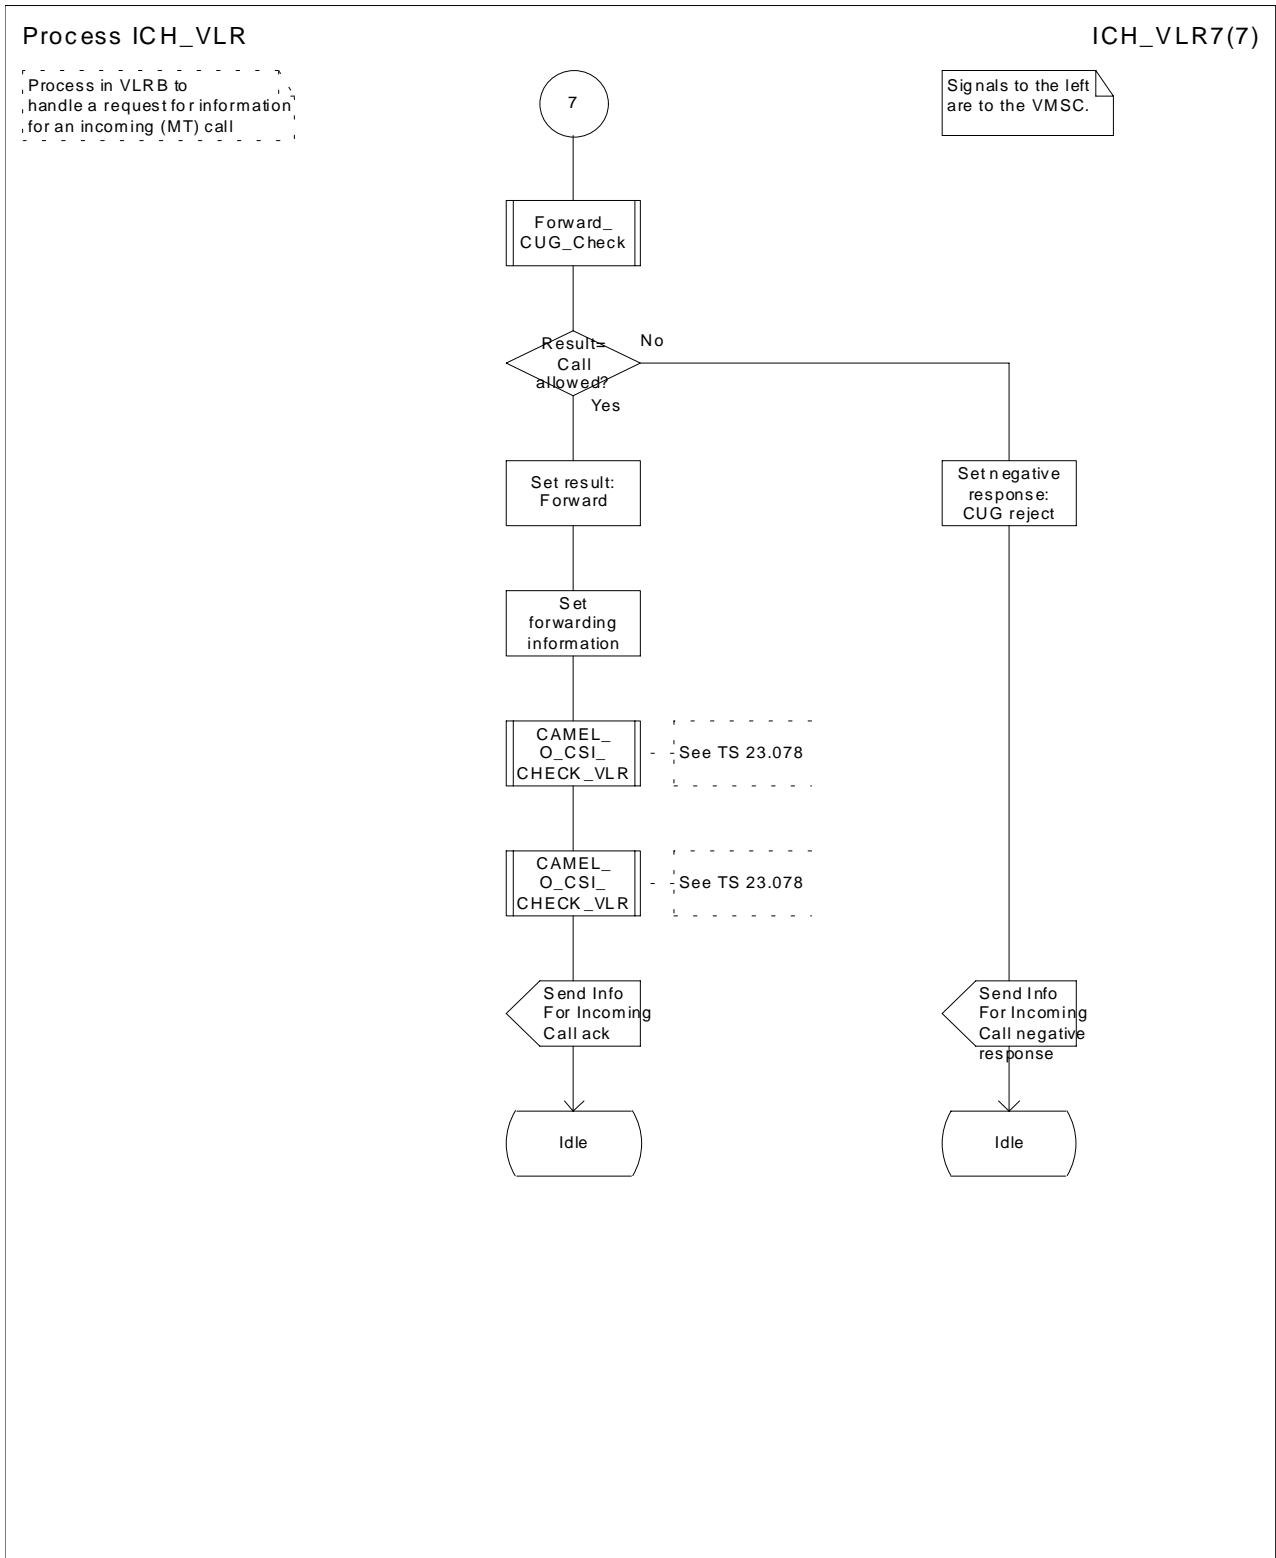 Process ICH_VLR
ICH_VLR7(7)
Process in VLRB to
handle a request for information
for an incoming (MT) call
7
Signals to the left
are to the VMSC.
Forward_
CUG_Check
Result=
Call
allowed?
No
Yes
Set result:
Forward
Set negative
response:
CUG reject
Set
forwarding
information
CAMEL_
O_CSI_
CHECK_VLR
See TS 23.078
CAMEL_
O_CSI_
CHECK_VLR
See TS 23.078
Send Info
For Incoming
Call ack
Send Info
For Incoming
Call negative
response
Idle
Idle